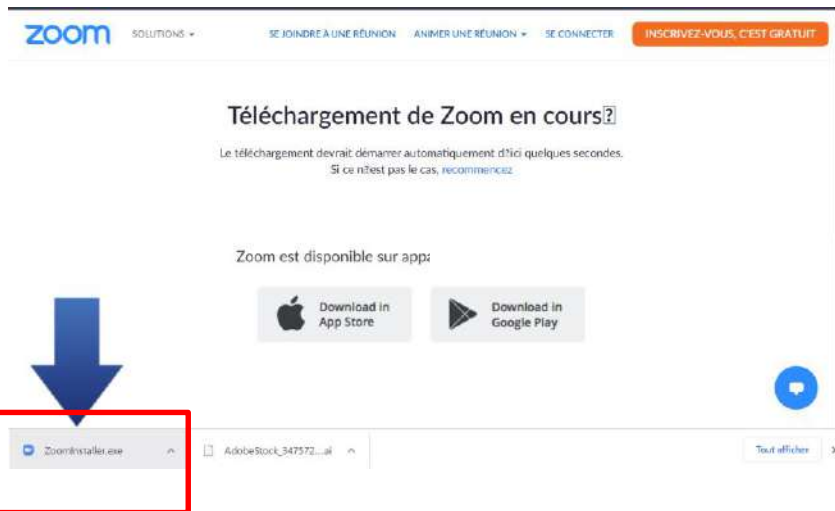 zoom SOLUTIONS SE JOINDRE À UNE RÉUNION ANIMER UNE RÉUNION SE CONNECTER INSCRIVEZ-VOUS, C'EST GRATUIT
Téléchargement de Zoom en cours?
Le téléchargement devrait démarrer automatiquement d?ici quelques secondes.
Si ce n?est pas le cas, recommencez
Zoom est disponible sur appa
Download in
App Store
Download in
Google Play
ZoomInstaller.exe AdobeStock_347572....ai Tout afficher